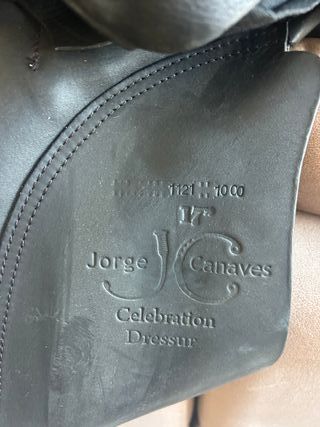 1121 1000
17"
Jorge JC Canaves
Celebration
Dressur